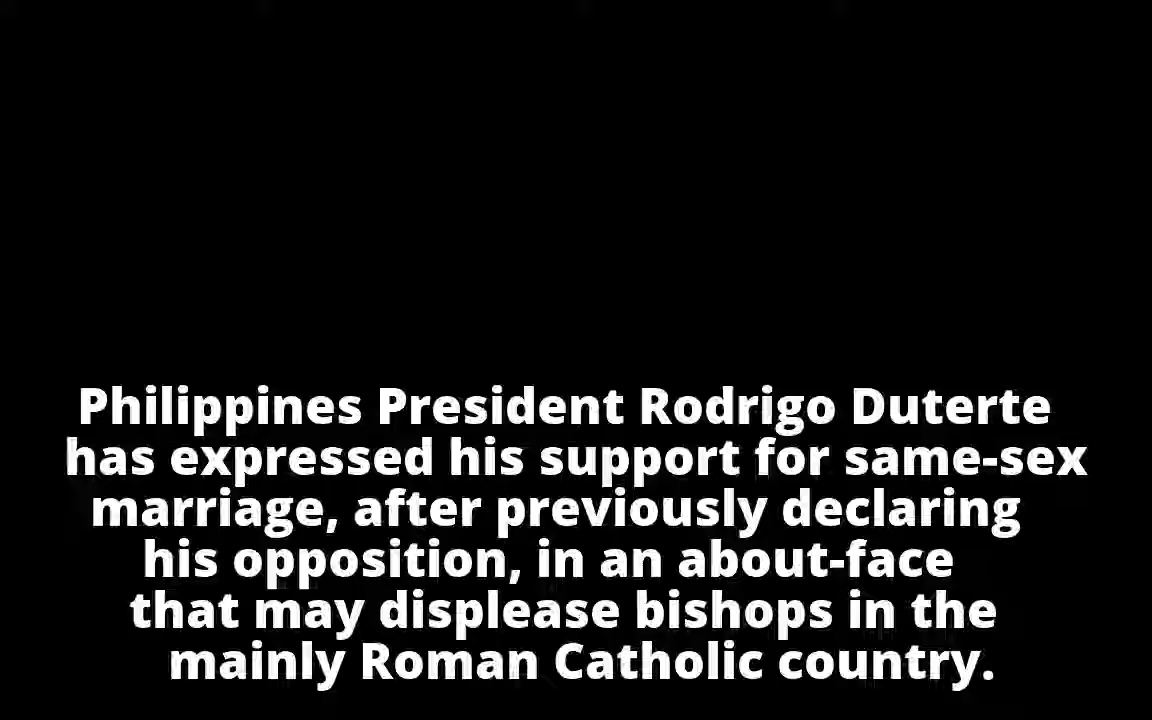 Philippines President Rodrigo Duterte
has expressed his support for same-sex
marriage, after previously declaring
his opposition, in an about-face
that may displease bishops in the
mainly Roman Catholic country.